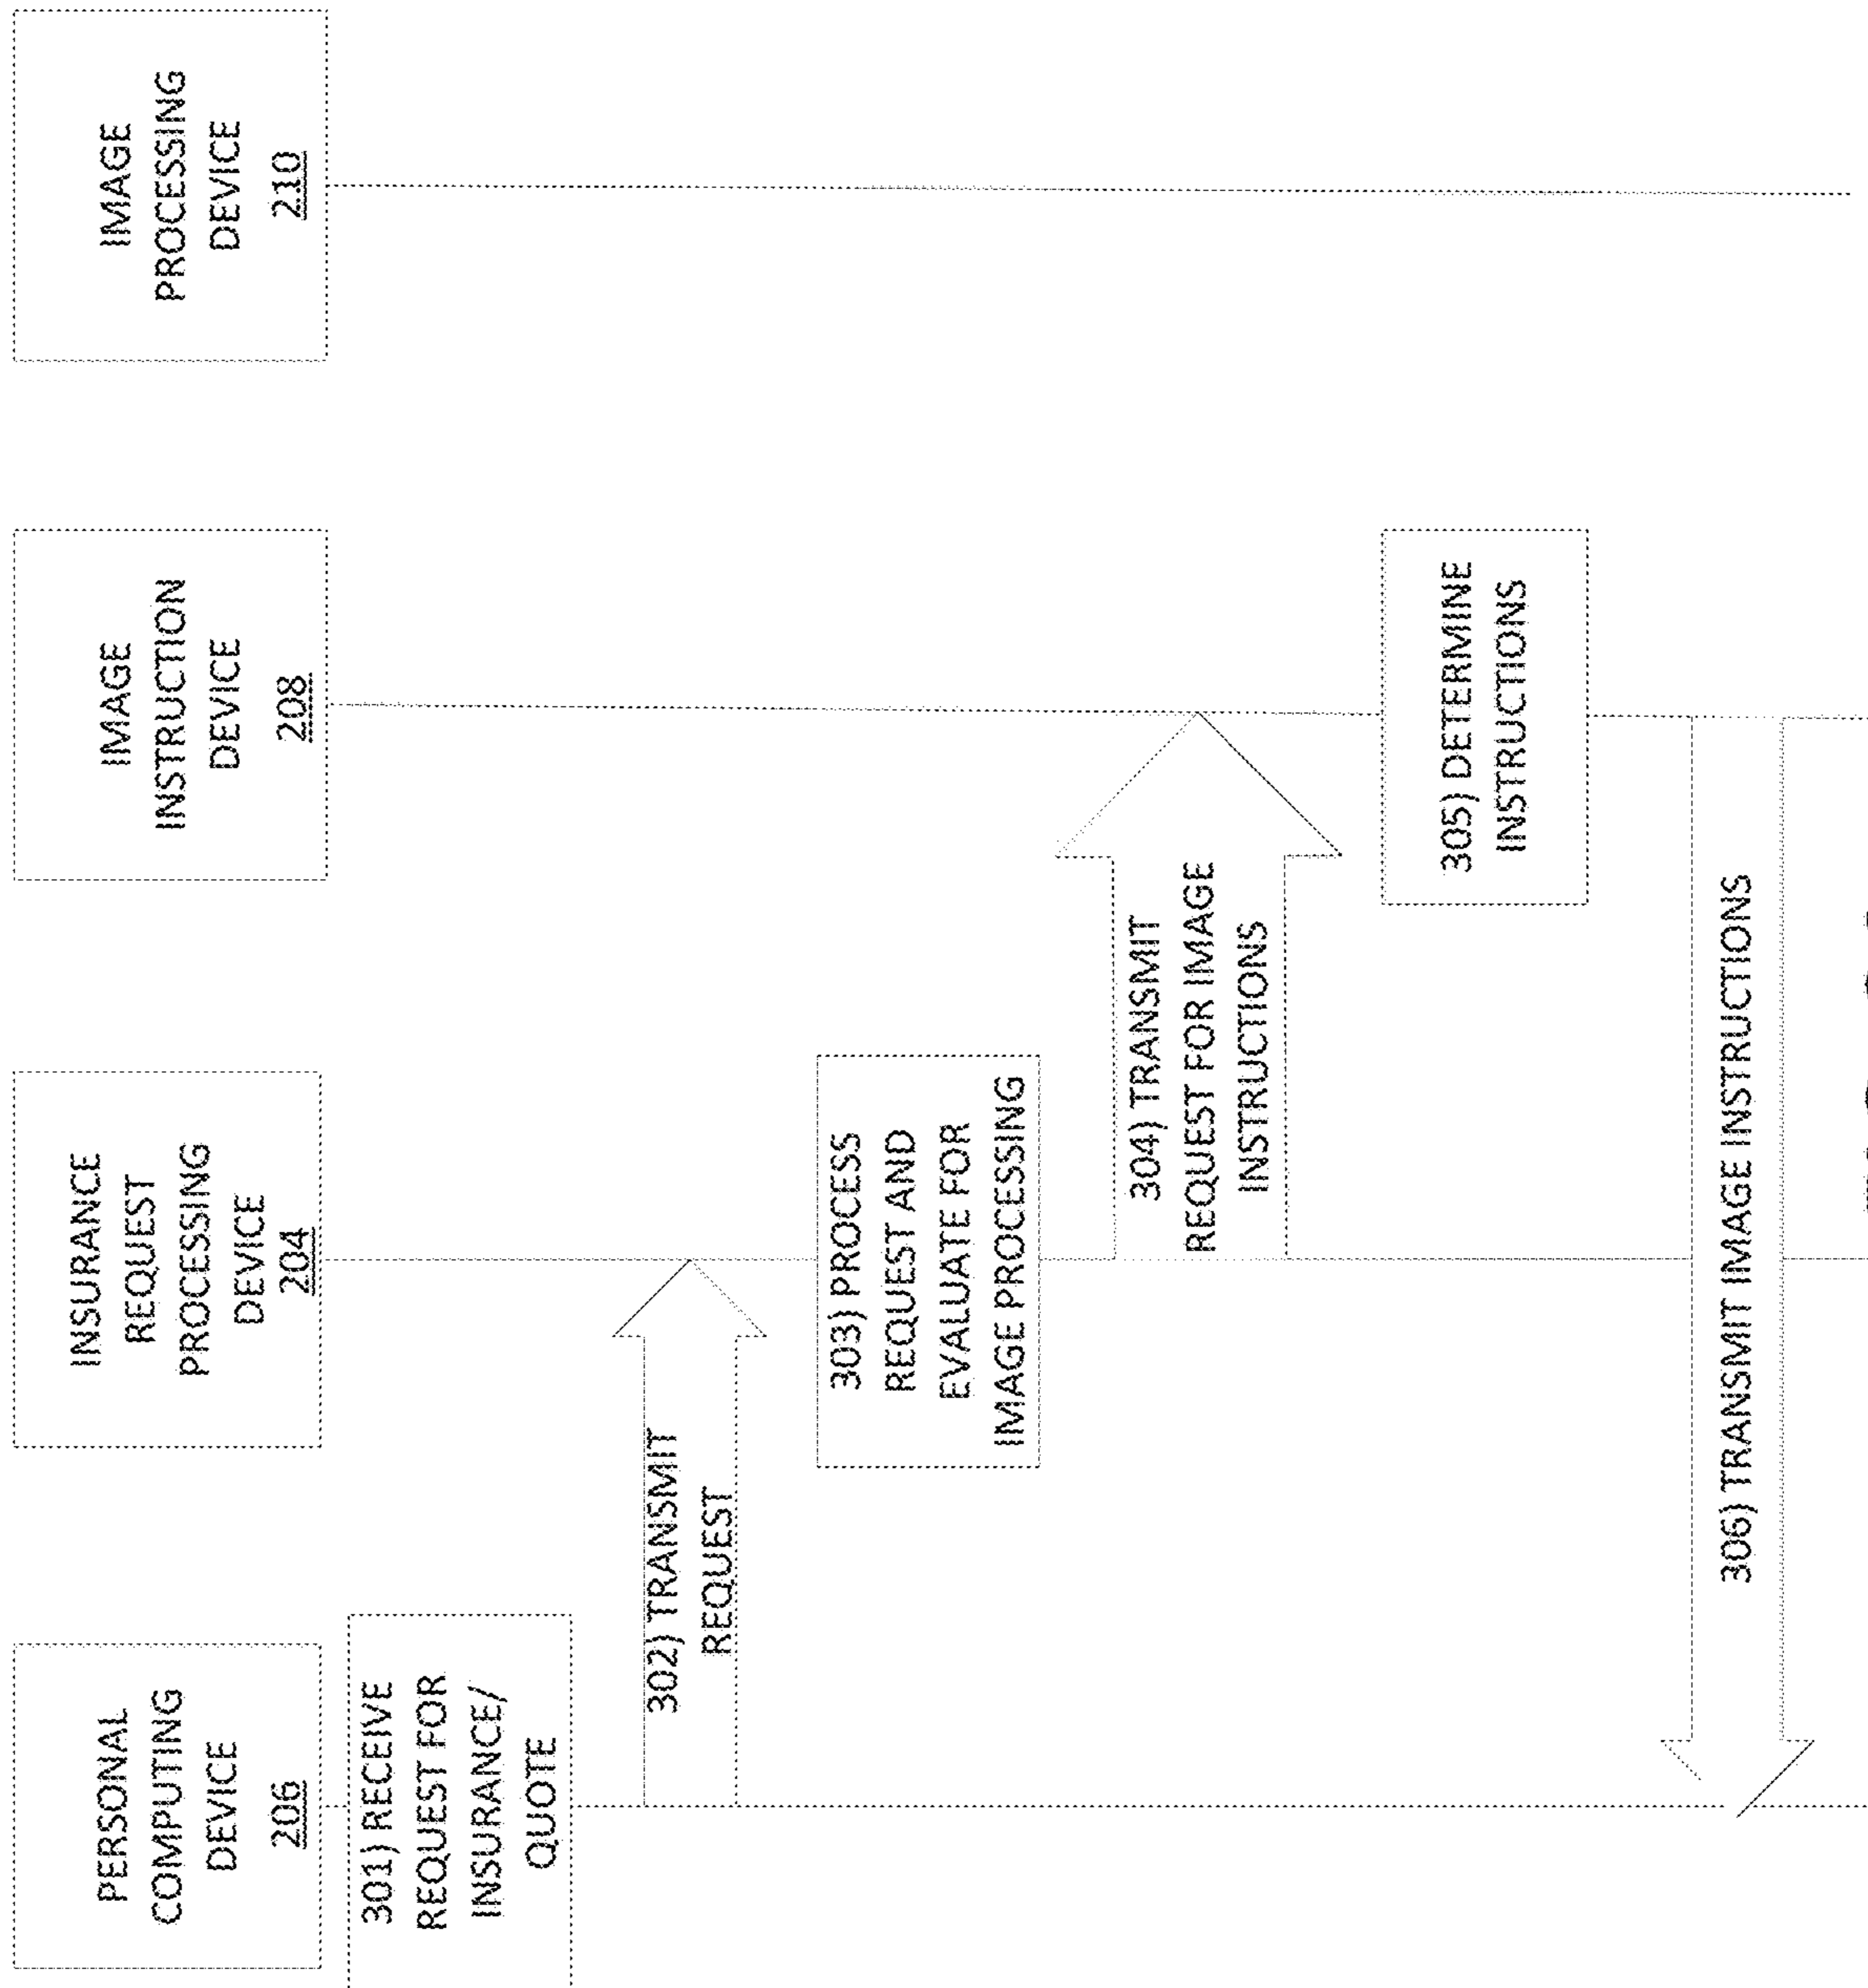 PERSONAL
COMPUTING
DEVICE
206
INSURANCE
REQUEST
PROCESSING
DEVICE
204
IMAGE
INSTRUCTION
DEVICE
208
IMAGE
PROCESSING
DEVICE
210
301) RECEIVE
REQUEST FOR
INSURANCE/
QUOTE
302) TRANSMIT
REQUEST
303) PROCESS
REQUEST AND
EVALUATE FOR
IMAGE PROCESSING
304) TRANSMIT
REQUEST FOR IMAGE
INSTRUCTIONS
305) DETERMINE
INSTRUCTIONS
306) TRANSMIT IMAGE INSTRUCTIONS